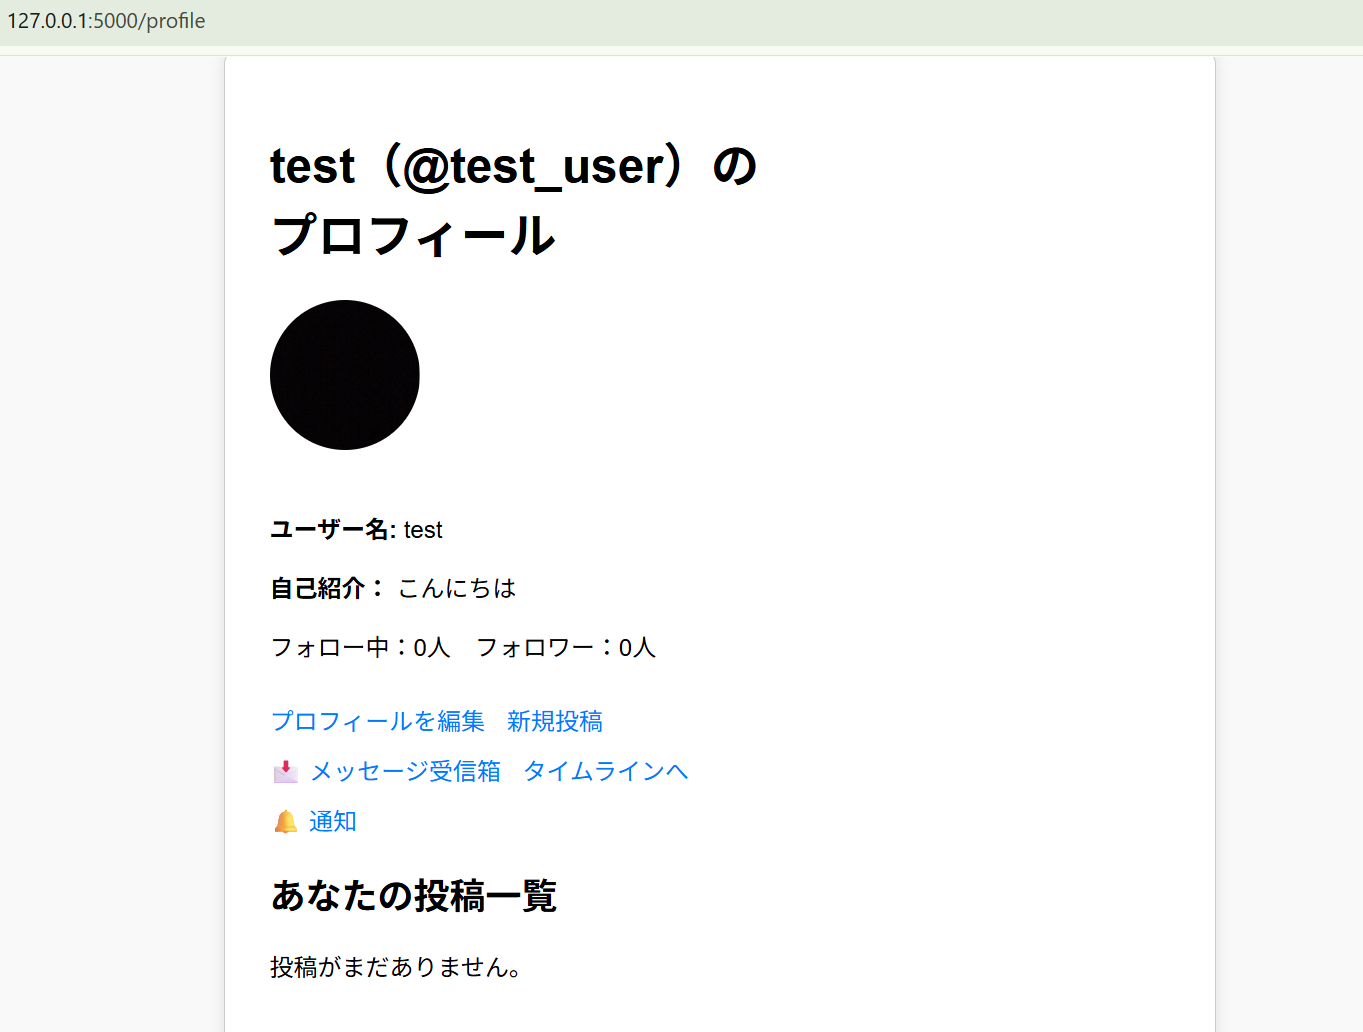 127.0.0.1:5000/profile
test（@test_user）の
プロフィール
ユーザー名: test
自己紹介： こんにちは
フォロー中：0人　フォロワー：0人
プロフィールを編集　新規投稿
📩 メッセージ受信箱　タイムラインへ
🔔 通知
あなたの投稿一覧
投稿がまだありません。